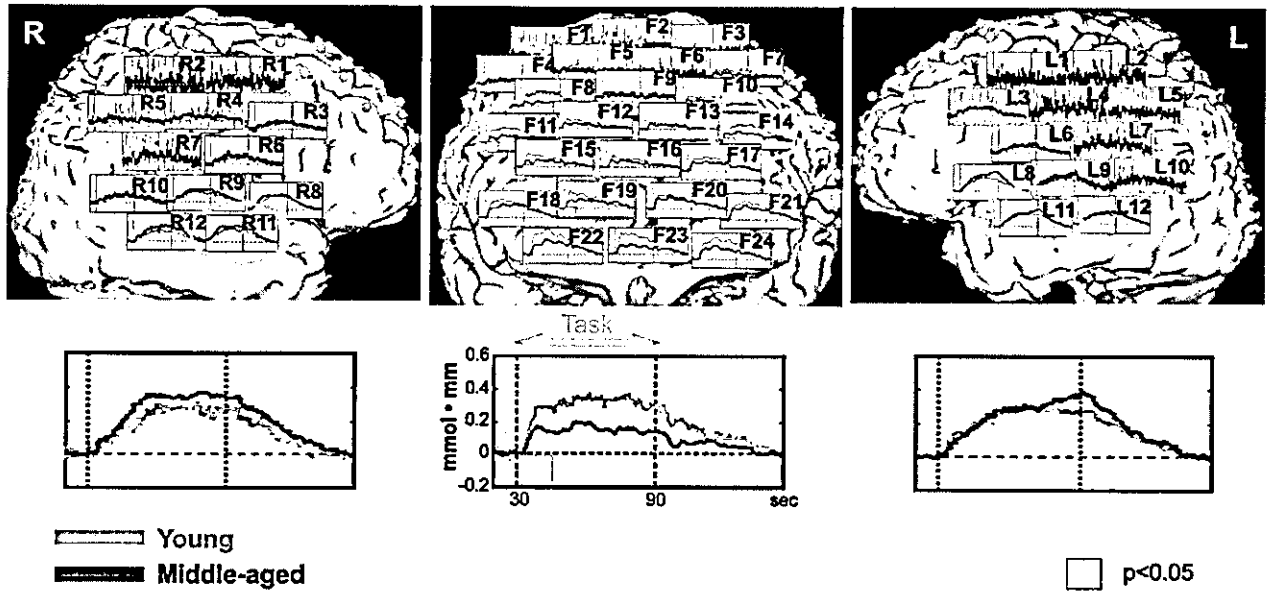 R
R2 R1
R5 R4 R3
R7 R6
R10 R9 R8
R12 R11
F1 F2 F3
F4 F5 F6 F7
F8 F9 F10
F11 F12 F13 F14
F15 F16 F17
F18 F19 F20 F21
F22 F23 F24
L
L1 L2
L3 L4 L5
L6 L7
L8 L9 L10
L11 L12
Task
mmol • mm
0.6
0.4
0.2
0
-0.2
30 90 sec
Young
Middle-aged
p<0.05